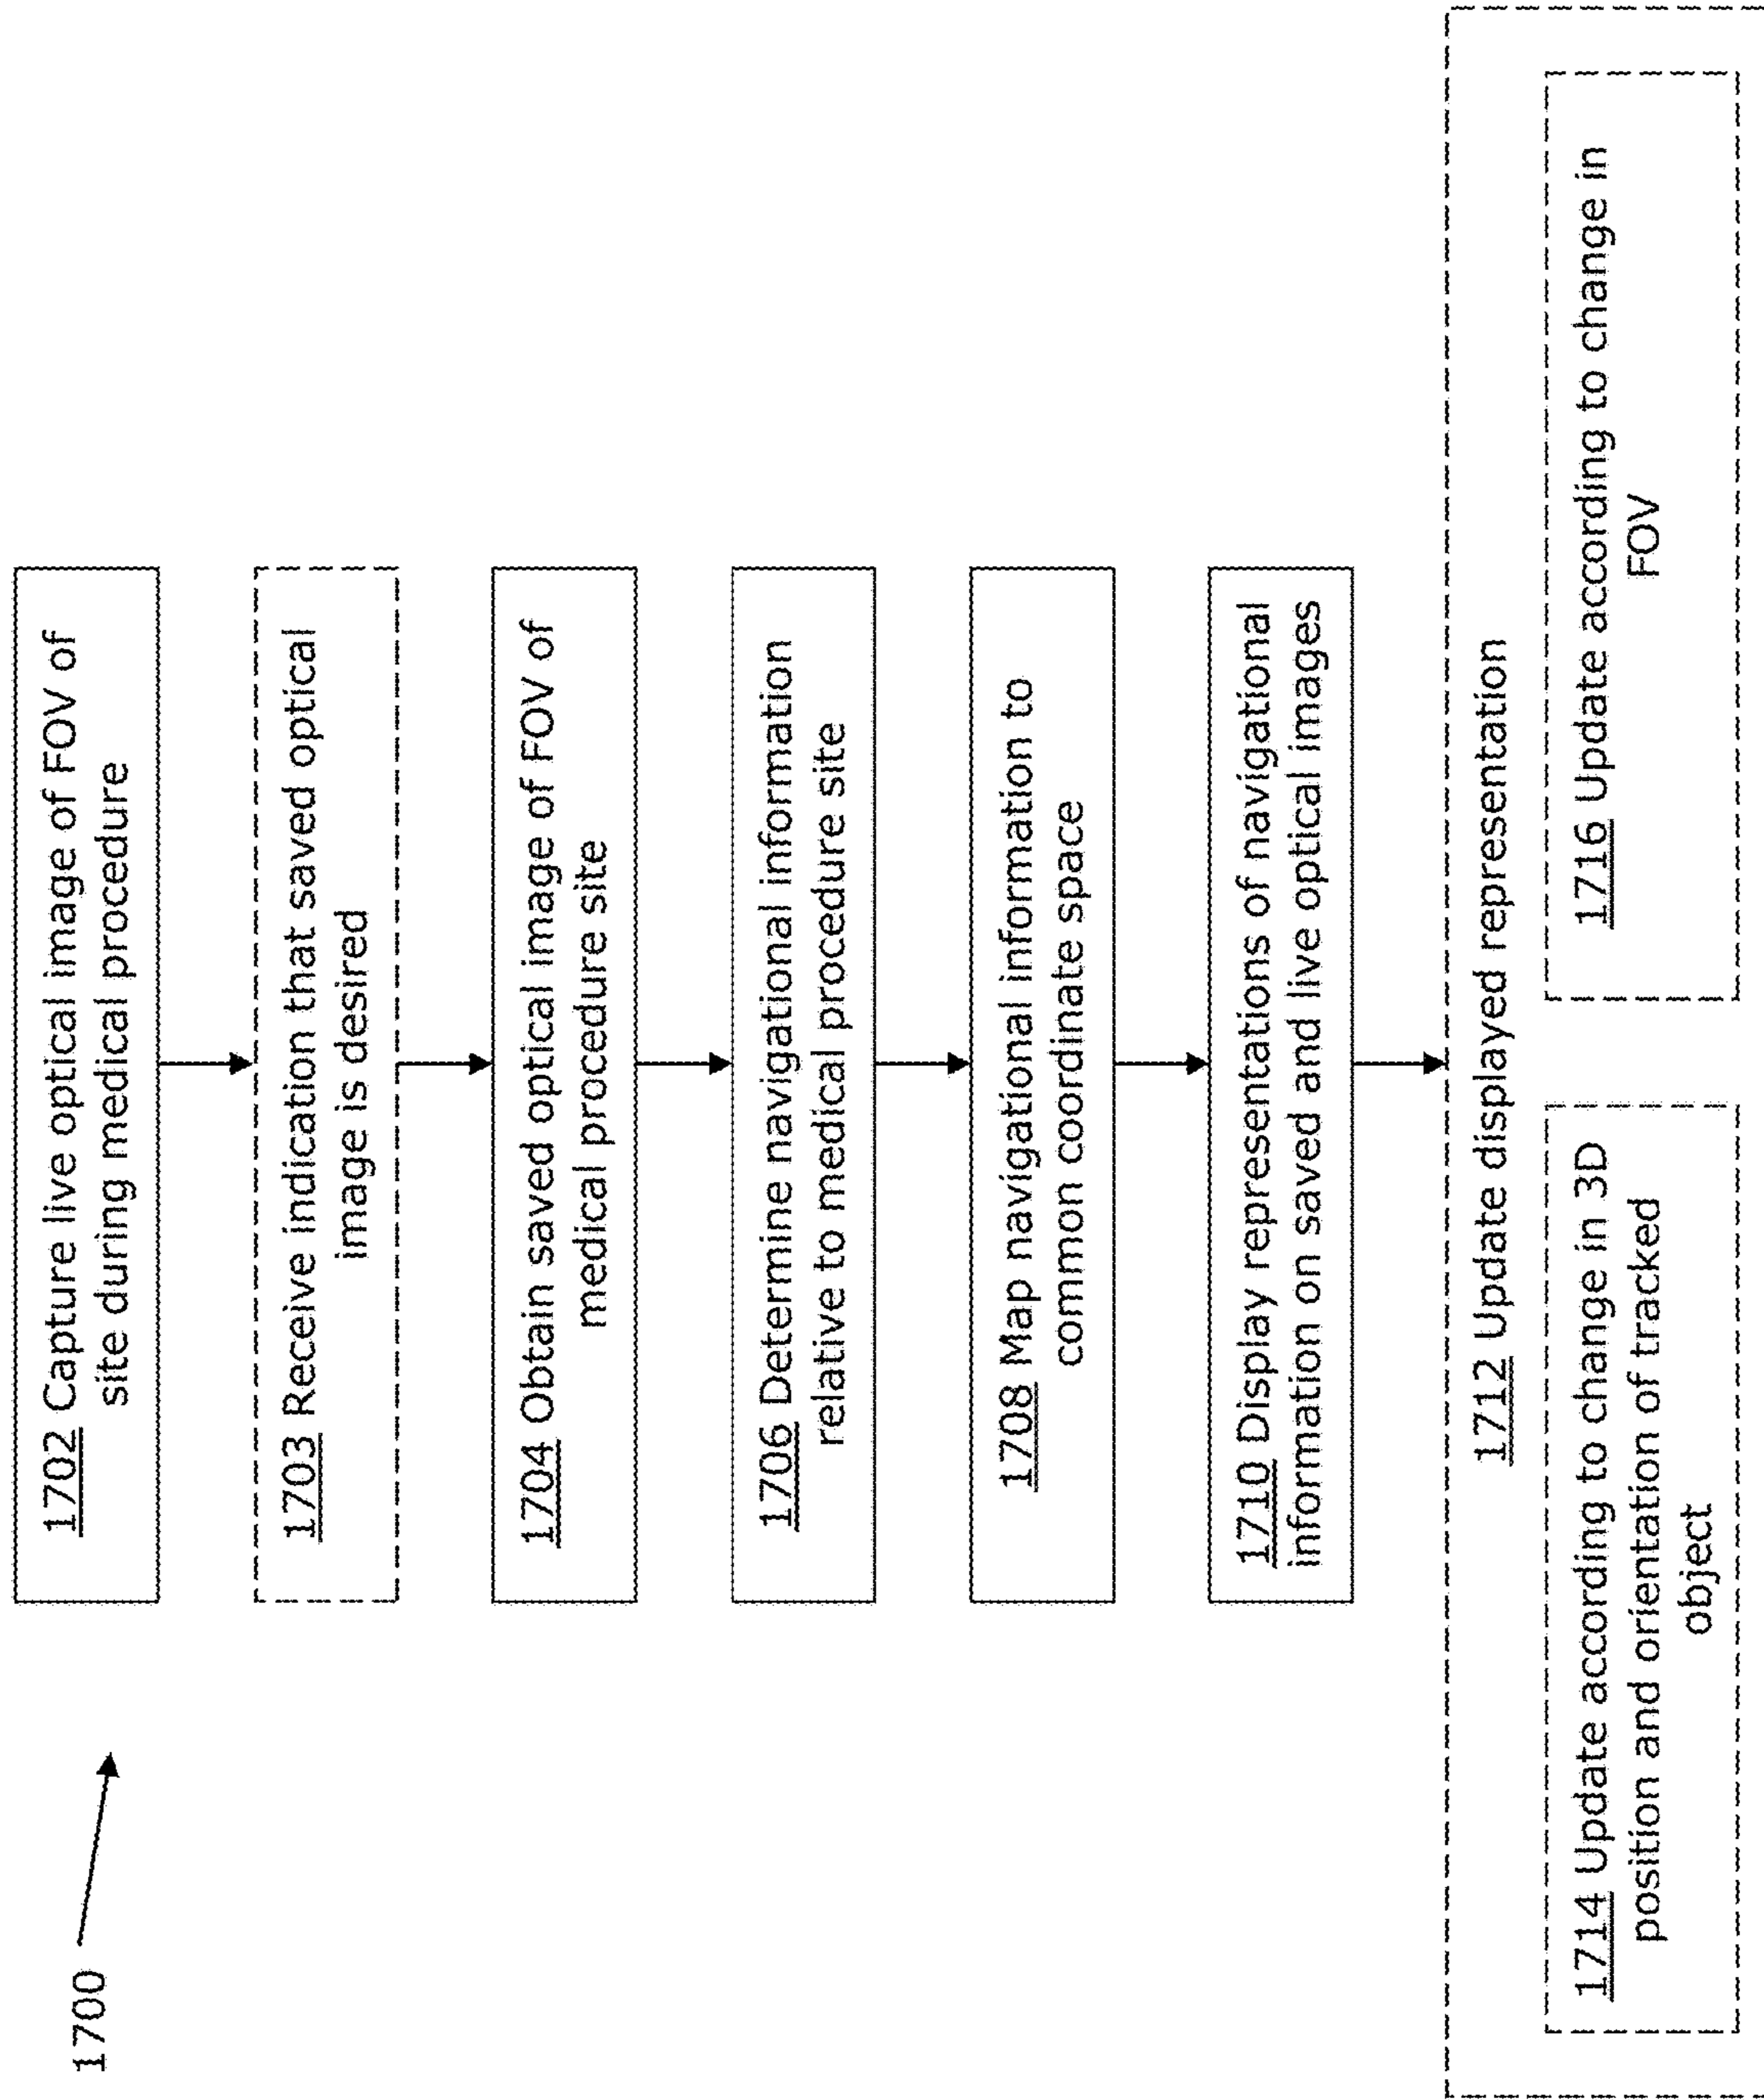 1700
1702 Capture live optical image of FOV of
site during medical procedure
1703 Receive indication that saved optical
image is desired
1704 Obtain saved optical image of FOV of
medical procedure site
1706 Determine navigational information
relative to medical procedure site
1708 Map navigational information to
common coordinate space
1710 Display representations of navigational
information on saved and live optical images
1712 Update displayed representation
1714 Update according to change in 3D
position and orientation of tracked
object
1716 Update according to change in
FOV